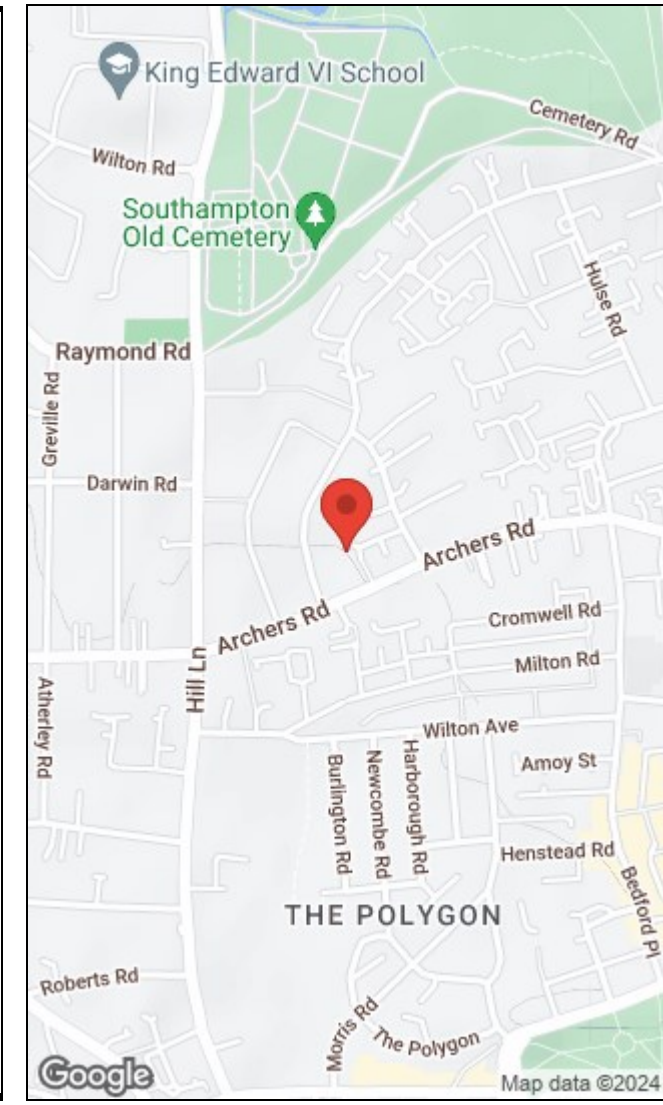 King Edward VI School
Cemetery Rd
Wilton Rd
Southampton
Old Cemetery
Hulse Rd
Raymond Rd
Greville Rd
Darwin Rd
Archers Rd
Archers Rd
Cromwell Rd
Milton Rd
Hill Ln
Atherley Rd
Wilton Ave
Burlington Rd
Newcombe Rd
Harborough Rd
Amoy St
Henstead Rd
Bedford Pl
THE POLYGON
Roberts Rd
Morris Rd
The Polygon
Google
Map data ©2024